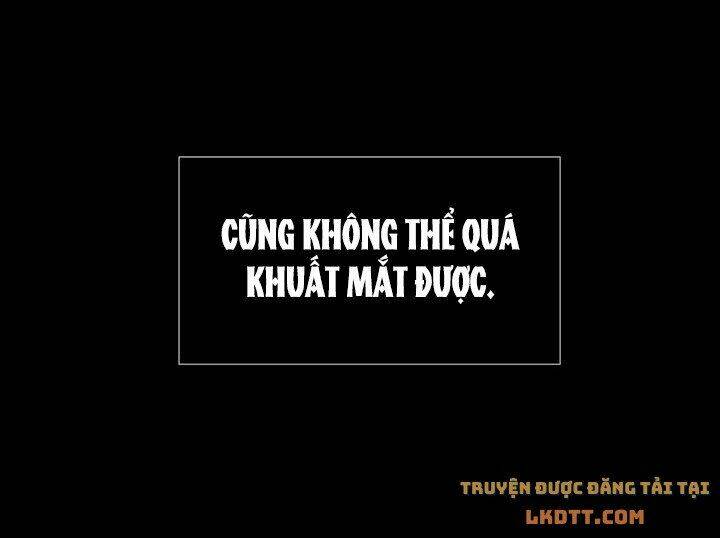 CŨNG KHÔNG THỂ QUÁ
KHUẤT MẮT ĐƯỢC.
TRUYỆN ĐƯỢC ĐĂNG TẢI TẠI
LKDTT.COM